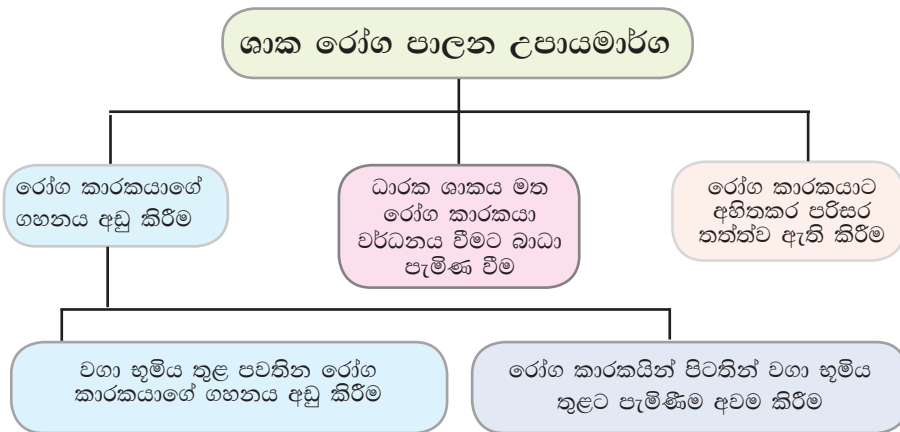 ශාක රෝග පාලන උපායමාර්ග
රෝග කාරකයාගේ
ගහනය අඩු කිරීම
ධාරක ශාකය මත
රෝග කාරකයා
වර්ධනය වීමට බාධා
පැමිණ වීම
රෝග කාරකයාට
අහිතකර පරිසර
තත්ත්ව ඇති කිරීම
වගා භූමිය තුළ පවතින රෝග
කාරකයාගේ ගහනය අඩු කිරීම
රෝග කාරකයින් පිටතින් වගා භූමිය
තුළට පැමිණීම අවම කිරීම